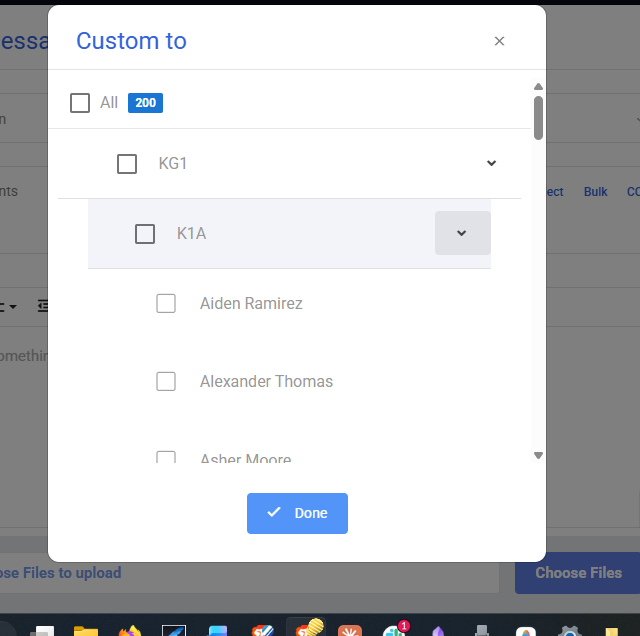 essa
Custom to
All 200
n
KG1
nts
ect Bulk CC
K1A
Aiden Ramirez
omethin
Alexander Thomas
Asher Moore
Done
ose Files to upload
Choose Files
1